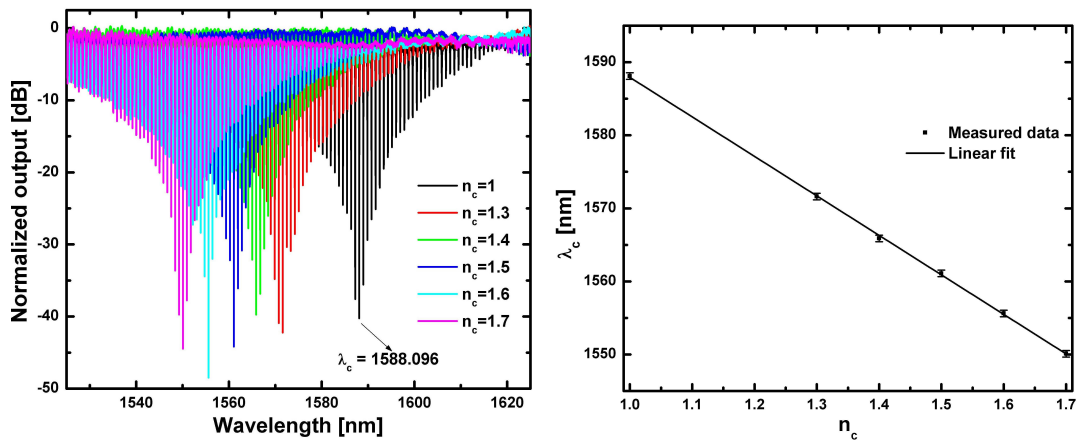 0
-10
-20
-30
-40
-50
Normalized output [dB]
1540
1560
1580
1600
1620
Wavelength [nm]
n_c=1
n_c=1.3
n_c=1.4
n_c=1.5
n_c=1.6
n_c=1.7
λ_c = 1588.096
1590
1580
1570
1560
1550
λ_c [nm]
Measured data
Linear fit
1.0 1.1 1.2 1.3 1.4 1.5 1.6 1.7
n_c